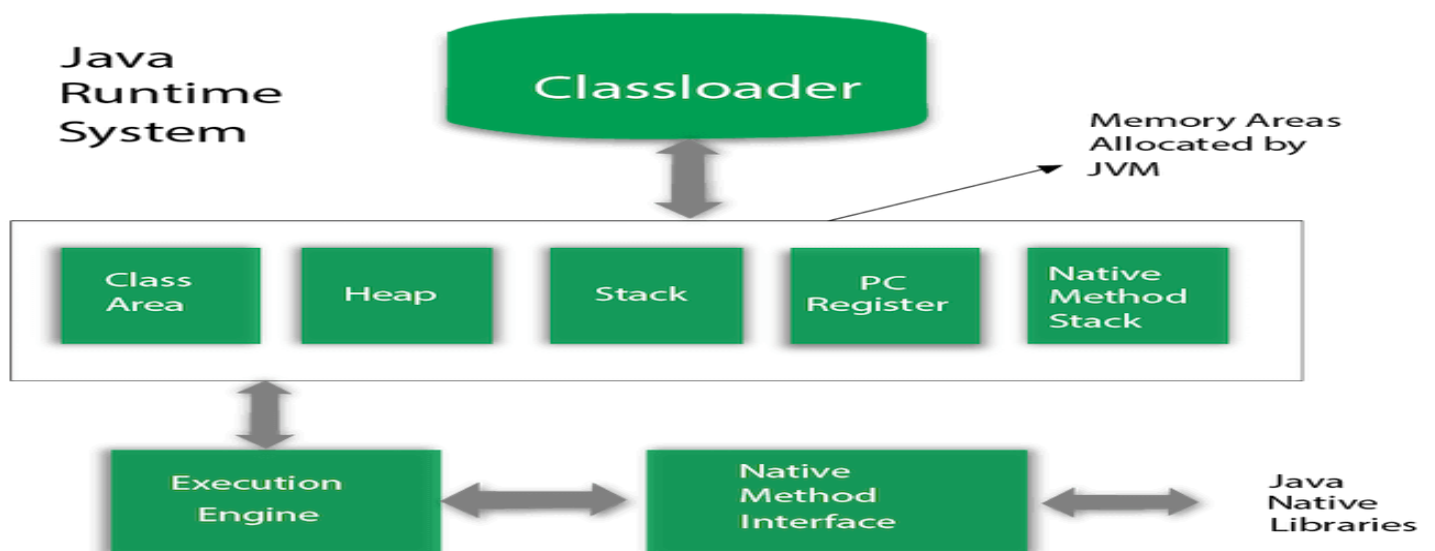 Java
Runtime
System
Classloader
Memory Areas
Allocated by
JVM
Class
Area
Heap
Stack
PC
Register
Native
Method
Stack
Execution
Engine
Native
Method
Interface
Java
Native
Libraries